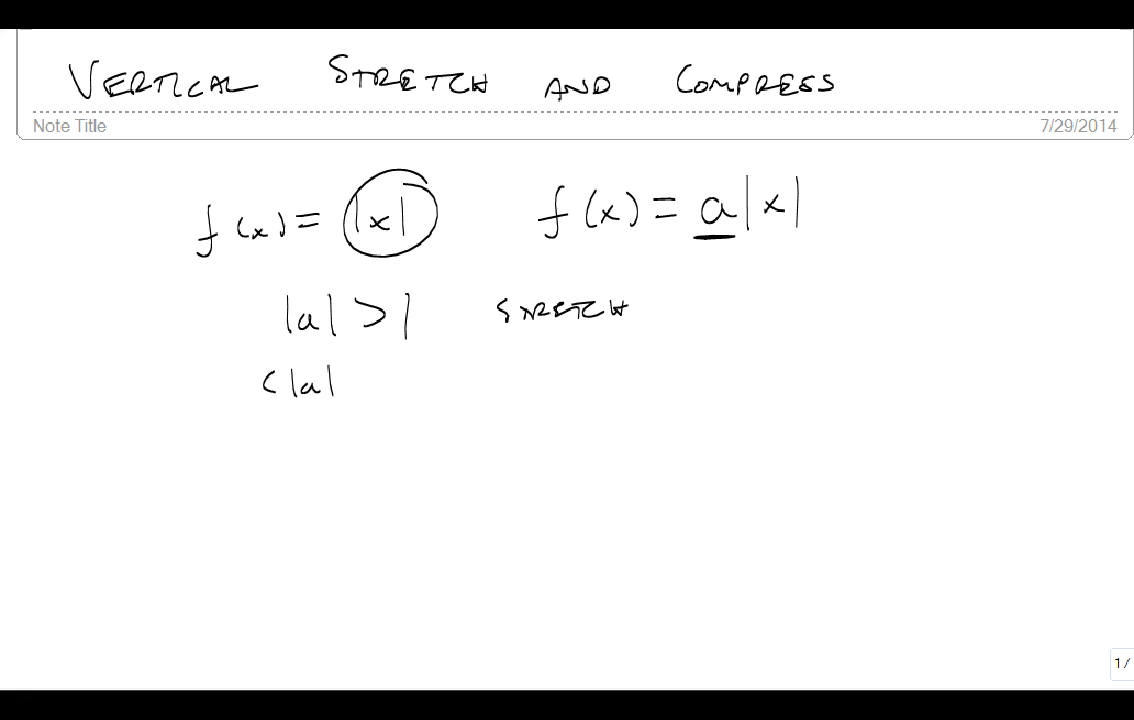 VERTICAL STRETCH AND COMPRESS
Note Title 7/29/2014
f(x) = |x| f(x) = a|x|
|a| > 1 STRETCH
( |a|
1/